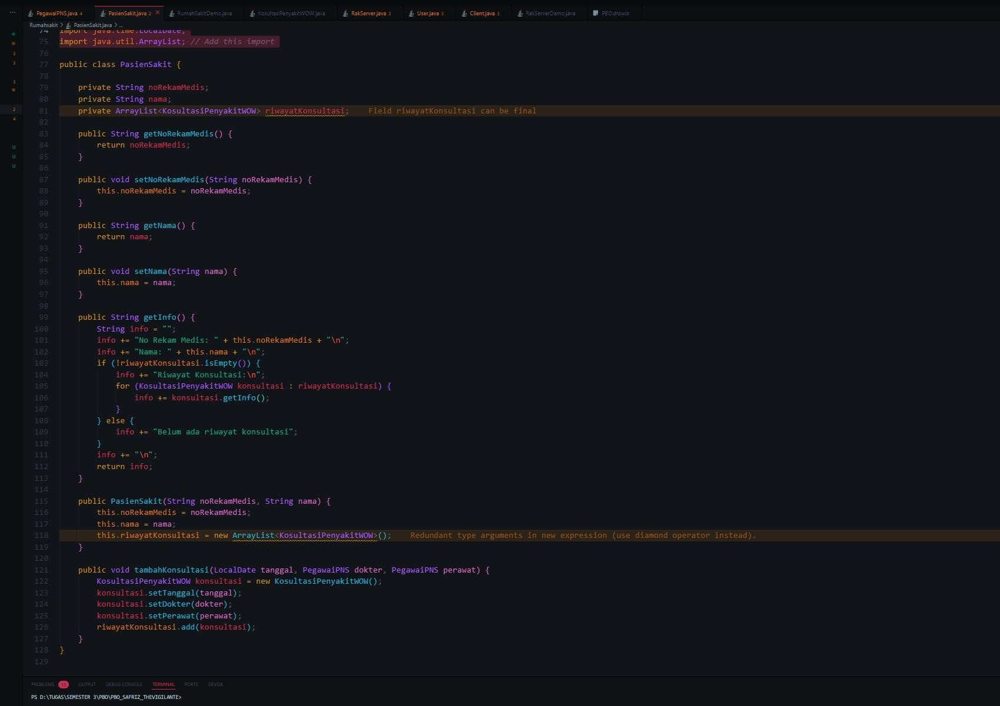 PegawaiPNS.java 4 PasienSakit.java 2 × RumahSakitDemo.java KosultasiPenyakitWOW.java RakServer.java 3 User.java 3 Client.java 3 RakServerDemo.java PBO.drawio
Rumahsakit > PasienSakit.java > ...
74 import java.time.LocalDate;
75 import java.util.ArrayList; // Add this import
76
77 public class PasienSakit {
78
79     private String noRekamMedis;
80     private String nama;
81     private ArrayList<KosultasiPenyakitWOW> riwayatKonsultasi;    Field riwayatKonsultasi can be final
82
83     public String getNoRekamMedis() {
84         return noRekamMedis;
85     }
86
87     public void setNoRekamMedis(String noRekamMedis) {
88         this.noRekamMedis = noRekamMedis;
89     }
90
91     public String getNama() {
92         return nama;
93     }
94
95     public void setNama(String nama) {
96         this.nama = nama;
97     }
98
99     public String getInfo() {
100         String info = "";
101         info += "No Rekam Medis: " + this.noRekamMedis + "\n";
102         info += "Nama: " + this.nama + "\n";
103         if (!riwayatKonsultasi.isEmpty()) {
104             info += "Riwayat Konsultasi:\n";
105             for (KosultasiPenyakitWOW konsultasi : riwayatKonsultasi) {
106                 info += konsultasi.getInfo();
107             }
108         } else {
109             info += "Belum ada riwayat konsultasi";
110         }
111         info += "\n";
112         return info;
113     }
114
115     public PasienSakit(String noRekamMedis, String nama) {
116         this.noRekamMedis = noRekamMedis;
117         this.nama = nama;
118         this.riwayatKonsultasi = new ArrayList<KosultasiPenyakitWOW>();    Redundant type arguments in new expression (use diamond operator instead).
119     }
120
121     public void tambahKonsultasi(LocalDate tanggal, PegawaiPNS dokter, PegawaiPNS perawat) {
122         KosultasiPenyakitWOW konsultasi = new KosultasiPenyakitWOW();
123         konsultasi.setTanggal(tanggal);
124         konsultasi.setDokter(dokter);
125         konsultasi.setPerawat(perawat);
126         riwayatKonsultasi.add(konsultasi);
127     }
128 }
129
3
3
3
2
4
U
U
U
PROBLEMS 15 OUTPUT DEBUG CONSOLE TERMINAL PORTS DEVDB
PS D:\TUGAS\SEMESTER 3\PBO\PBO_SAFRIZ_THEVIGILANTE>